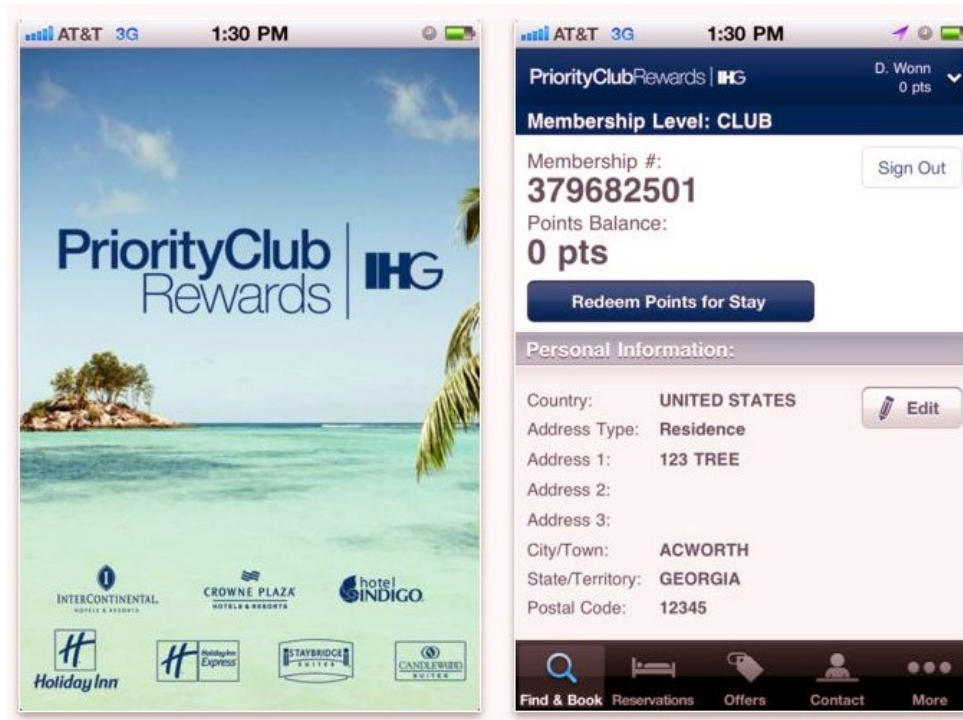 AT&T 3G 1:30 PM
PriorityClub
Rewards
IHG
INTERCONTINENTAL
HOTELS & RESORTS
CROWNE PLAZA
HOTELS & RESORTS
hotel
INDIGO
Holiday Inn
Holiday Inn
Express
STAYBRIDGE
SUITES
CANDLEWOOD
SUITES
AT&T 3G 1:30 PM
PriorityClubRewards | IHG
D. Wonn
0 pts
Membership Level: CLUB
Membership #:
379682501
Sign Out
Points Balance:
0 pts
Redeem Points for Stay
Personal Information:
Country: UNITED STATES
Edit
Address Type: Residence
Address 1: 123 TREE
Address 2:
Address 3:
City/Town: ACWORTH
State/Territory: GEORGIA
Postal Code: 12345
Find & Book Reservations Offers Contact More